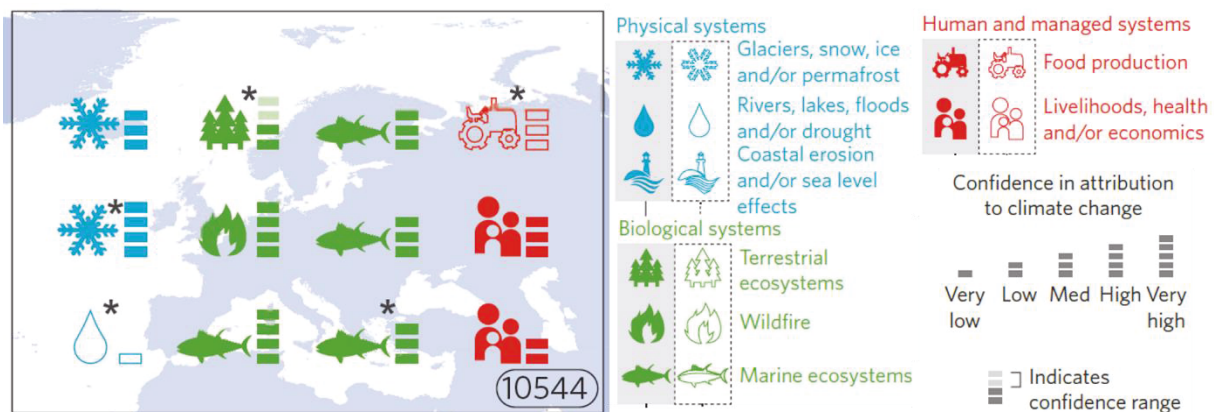 *
*
*
*
*
10544
Physical systems
Glaciers, snow, ice
and/or permafrost
Rivers, lakes, floods
and/or drought
Coastal erosion
and/or sea level
effects
Biological systems
Terrestrial
ecosystems
Wildfire
Marine ecosystems
Human and managed systems
Food production
Livelihoods, health
and/or economics
Confidence in attribution
to climate change
Very
low
Low
Med
High
Very
high
Indicates
confidence range